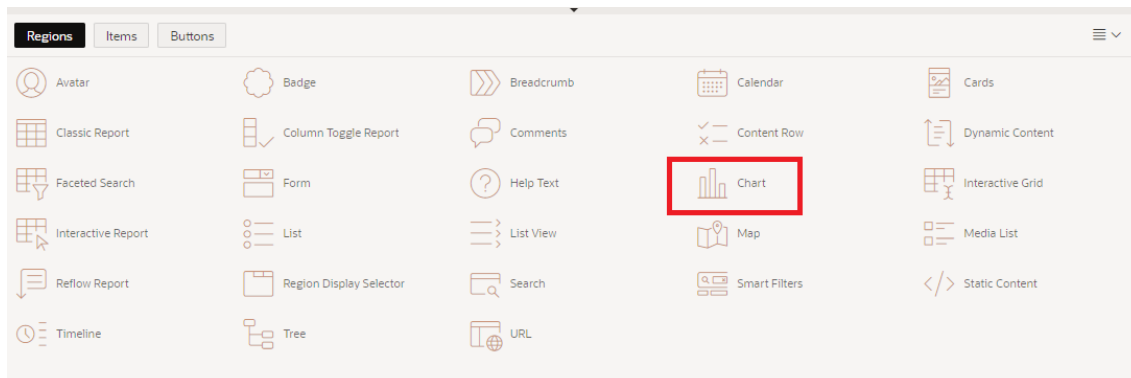 Regions Items Buttons
Avatar Badge Breadcrumb Calendar Cards
Classic Report Column Toggle Report Comments Content Row Dynamic Content
Faceted Search Form Help Text Chart Interactive Grid
Interactive Report List List View Map Media List
Reflow Report Region Display Selector Search Smart Filters Static Content
Timeline Tree URL